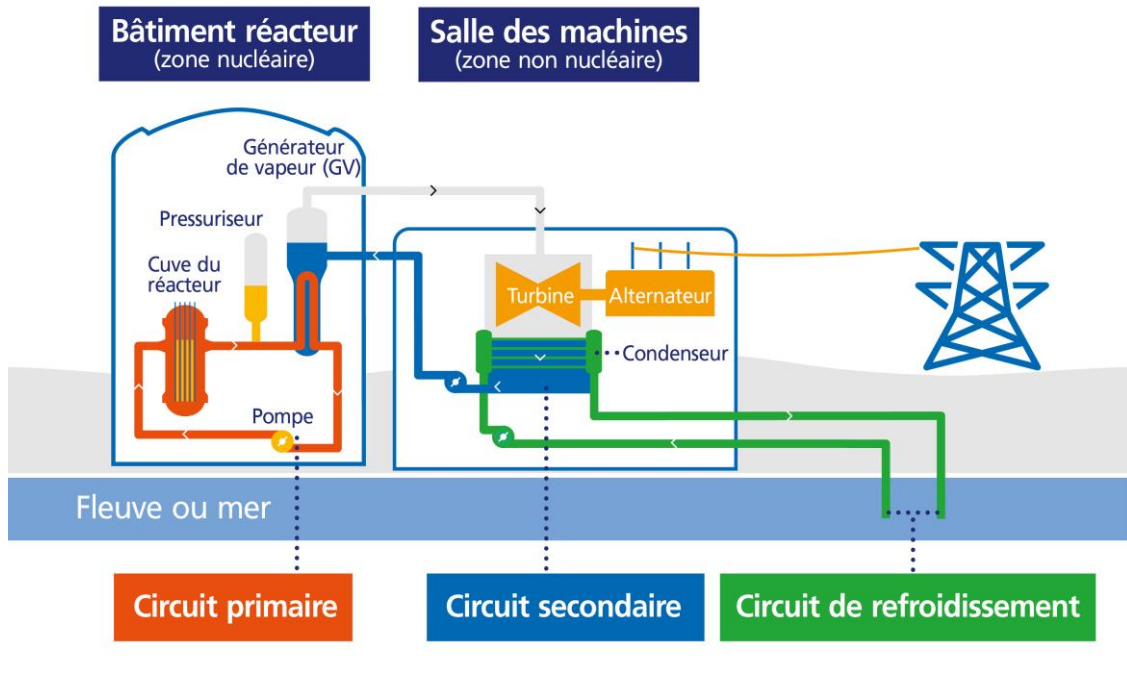 Bâtiment réacteur
(zone nucléaire)
Salle des machines
(zone non nucléaire)
Générateur
de vapeur (GV)
Pressuriseur
Cuve du
réacteur
Turbine
Alternateur
Condenseur
Pompe
Fleuve ou mer
Circuit primaire
Circuit secondaire
Circuit de refroidissement